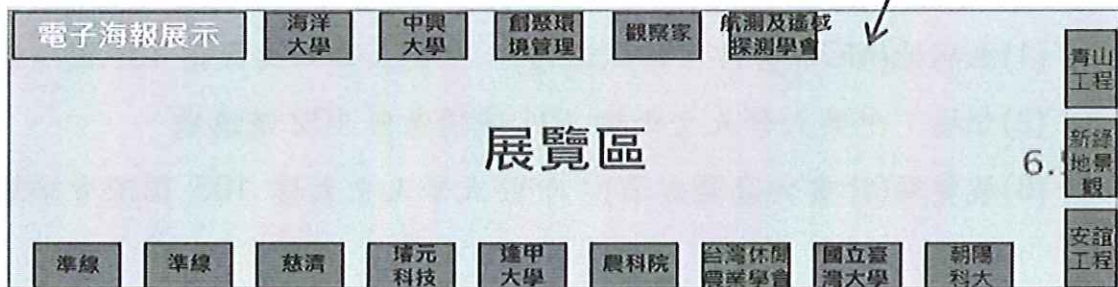 電子海報展示
海洋
大學
中興
大學
創聚環
境管理
觀察家
航測及遙感
探測學會
青山
工程
展覽區
6.
新綠
地景
觀
安誼
工程
準線
準線
慈濟
璿元
科技
逢甲
大學
農科院
台灣休閒
農業學會
國立臺
灣大學
朝陽
科大